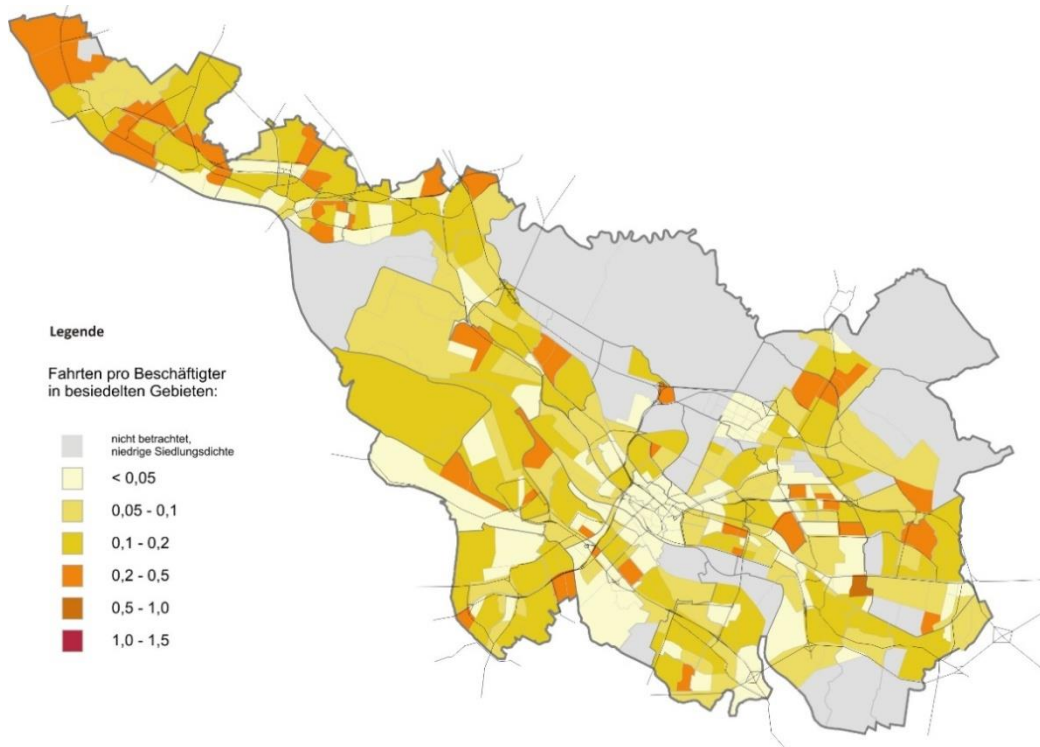 Legende
Fahrten pro Beschäftigter
in besiedelten Gebieten:
nicht betrachtet,
niedrige Siedlungsdichte
< 0,05
0,05 - 0,1
0,1 - 0,2
0,2 - 0,5
0,5 - 1,0
1,0 - 1,5